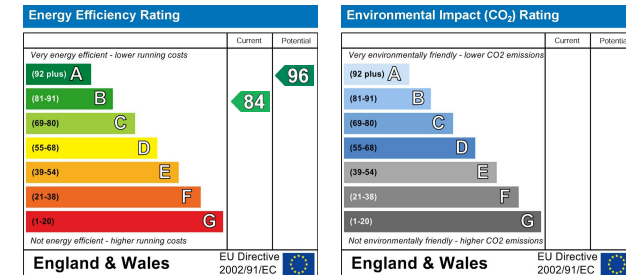 Energy Efficiency Rating
Current Potential
Very energy efficient - lower running costs
(92 plus) A
96
(81-91) B
84
(69-80) C
(55-68) D
(39-54) E
(21-38) F
(1-20) G
Not energy efficient - higher running costs
England & Wales
EU Directive
2002/91/EC
Environmental Impact (CO₂) Rating
Current Potential
Very environmentally friendly - lower CO2 emissions
(92 plus) A
(81-91) B
(69-80) C
(55-68) D
(39-54) E
(21-38) F
(1-20) G
Not environmentally friendly - higher CO2 emissions
England & Wales
EU Directive
2002/91/EC